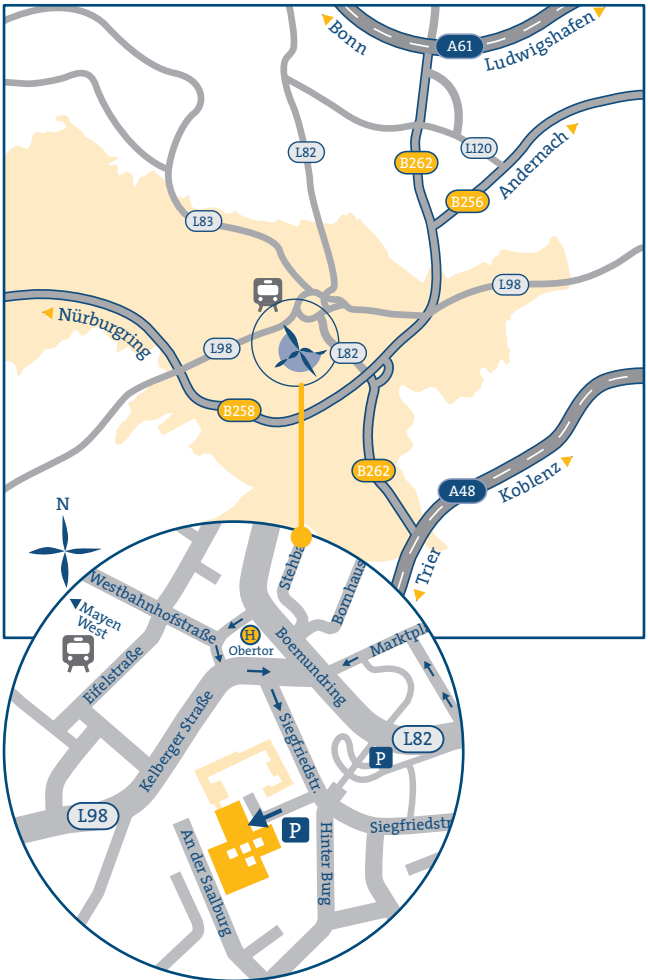 Bonn
A61
Ludwigshafen
L82
B262
L120
Andernach
B256
L83
L98
Nürburgring
L98
L82
B258
B262
A48
Koblenz
N
Trier
Stehba
Bornhaus
Westbahnhofstraße
Mayen
West
H
Obertor
Boemundring
Marktpl
Eifelstraße
Kelberger Straße
Siegfriedstr.
L82
P
L98
P
Siegfriedstr
An der Saalburg
Hinter Burg